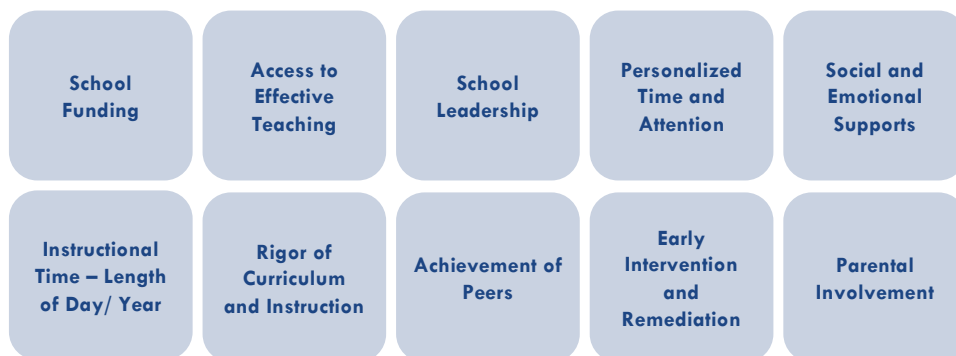 School
Funding
Access to
Effective
Teaching
School
Leadership
Personalized
Time and
Attention
Social and
Emotional
Supports
Instructional
Time – Length
of Day/ Year
Rigor of
Curriculum
and Instruction
Achievement of
Peers
Early
Intervention
and
Remediation
Parental
Involvement